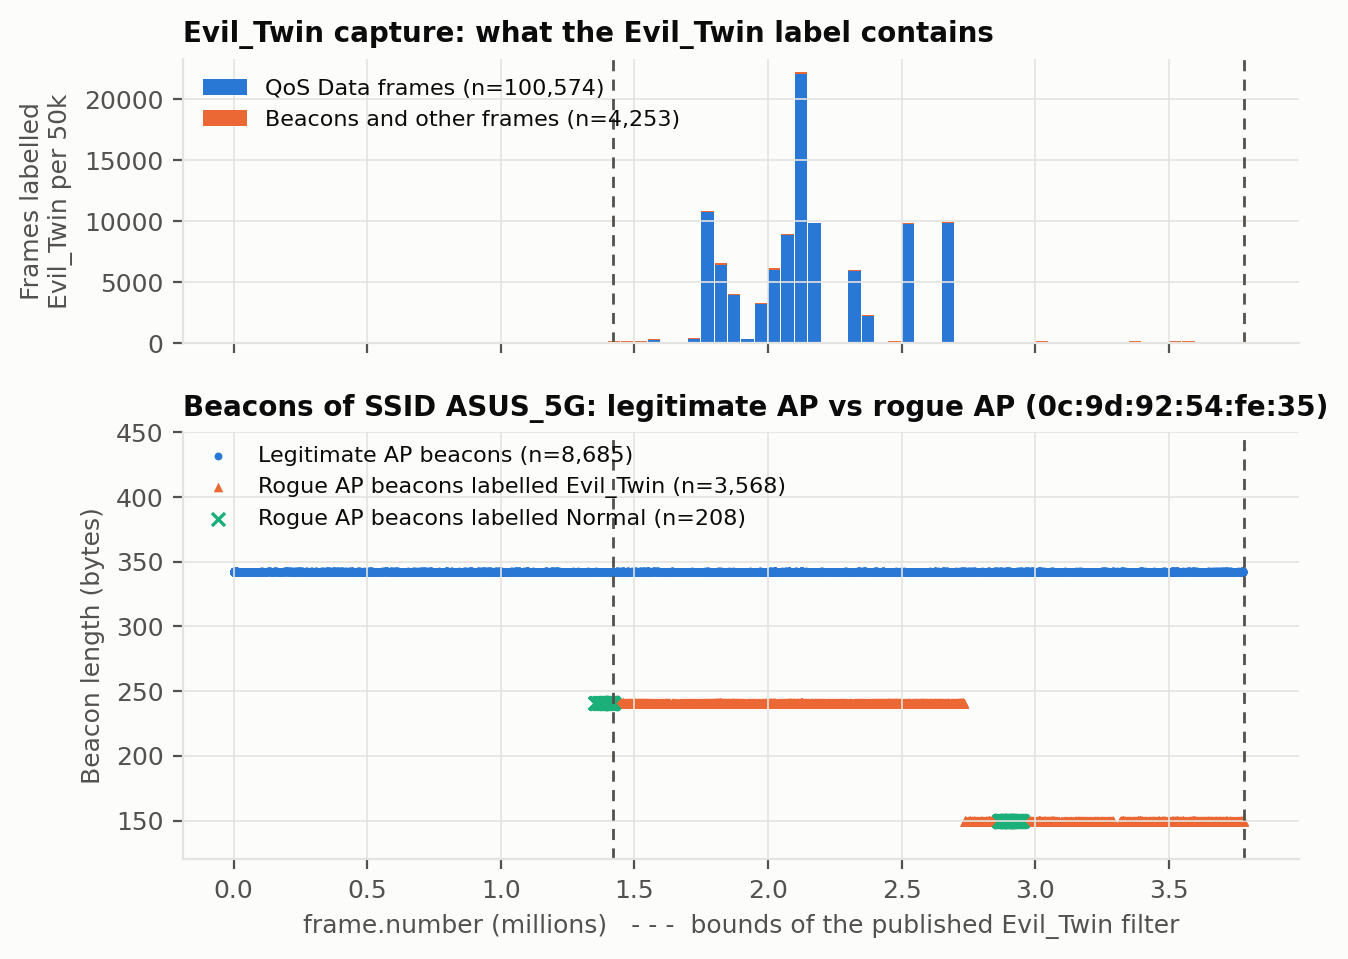 Evil_Twin capture: what the Evil_Twin label contains
QoS Data frames (n=100,574)
Beacons and other frames (n=4,253)
Frames labelled
Evil_Twin per 50k
20000
15000
10000
5000
0
Beacons of SSID ASUS_5G: legitimate AP vs rogue AP (0c:9d:92:54:fe:35)
Legitimate AP beacons (n=8,685)
Rogue AP beacons labelled Evil_Twin (n=3,568)
Rogue AP beacons labelled Normal (n=208)
Beacon length (bytes)
450
400
350
300
250
200
150
0.0 0.5 1.0 1.5 2.0 2.5 3.0 3.5
frame.number (millions) - - - bounds of the published Evil_Twin filter